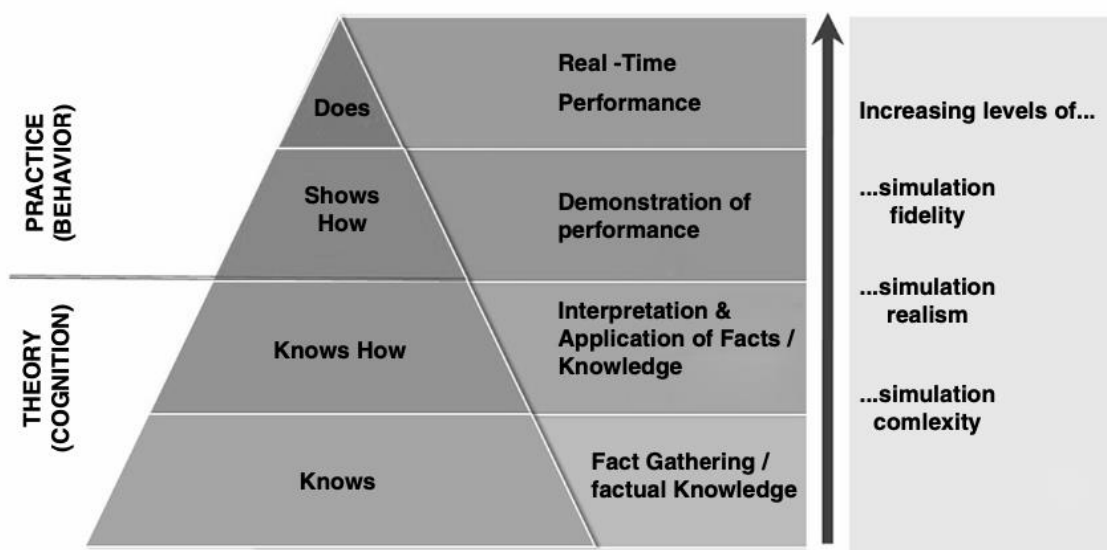 PRACTICE
(BEHAVIOR)
THEORY
(COGNITION)
Does
Shows
How
Knows How
Knows
Real -Time
Performance
Demonstration of
performance
Interpretation &
Application of Facts /
Knowledge
Fact Gathering /
factual Knowledge
Increasing levels of...
...simulation
fidelity
...simulation
realism
...simulation
comlexity